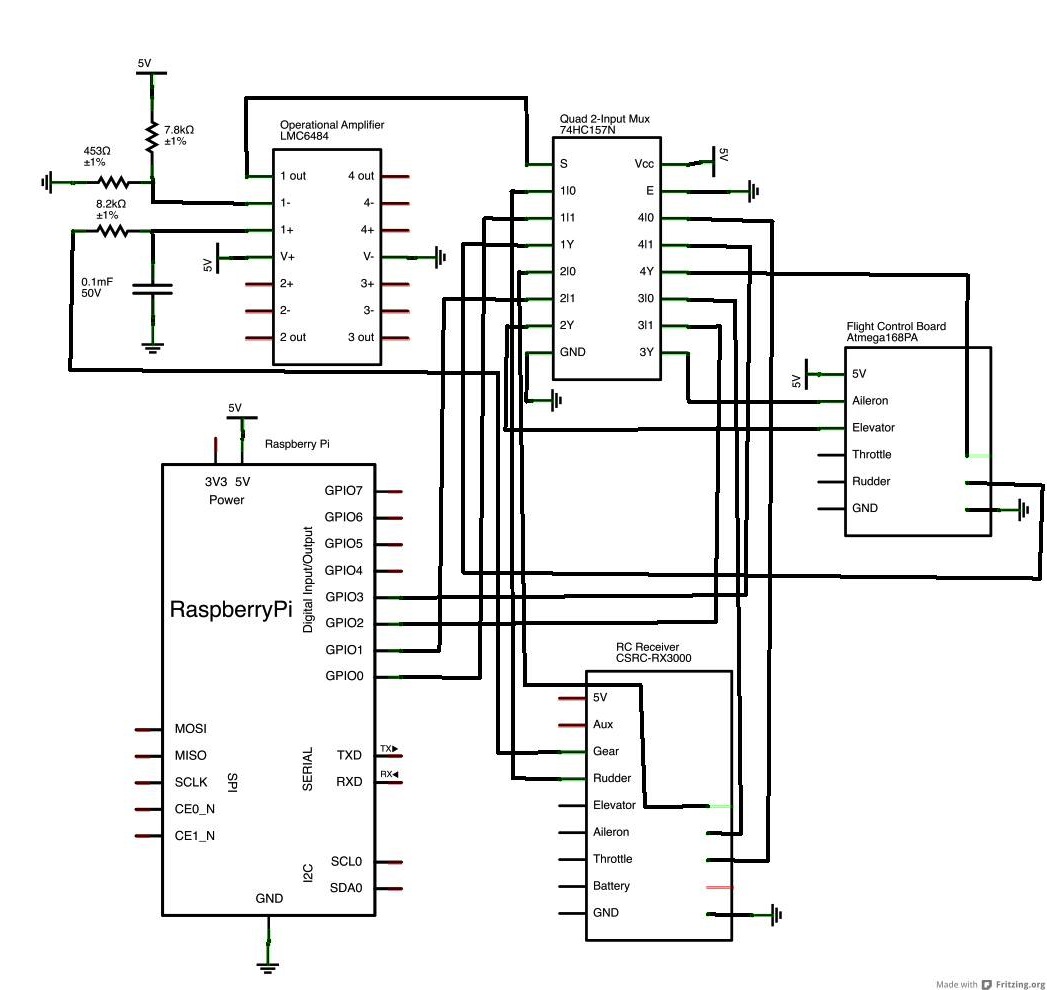 5V
7.8kΩ
±1%
453Ω
±1%
8.2kΩ
±1%
5V
0.1mF
50V
Operational Amplifier
LMC6484
1 out
1-
1+
V+
2+
2-
2 out
4 out
4-
4+
V-
3+
3-
3 out
Quad 2-Input Mux
74HC157N
S
1I0
1I1
1Y
2I0
2I1
2Y
GND
Vcc
E
4I0
4I1
4Y
3I0
3I1
3Y
5V
Flight Control Board
Atmega168PA
5V
5V
Aileron
Elevator
Throttle
Rudder
GND
5V
Raspberry Pi
3V3 5V
Power
GPIO7
GPIO6
GPIO5
GPIO4
GPIO3
GPIO2
GPIO1
GPIO0
Digital Input/Output
RaspberryPi
MOSI
MISO
SCLK
CE0_N
CE1_N
SPI
SERIAL
TXD
TX
RXD
RX
I2C
SCL0
SDA0
GND
RC Receiver
CSRC-RX3000
5V
Aux
Gear
Rudder
Elevator
Aileron
Throttle
Battery
GND
Made with Fritzing.org